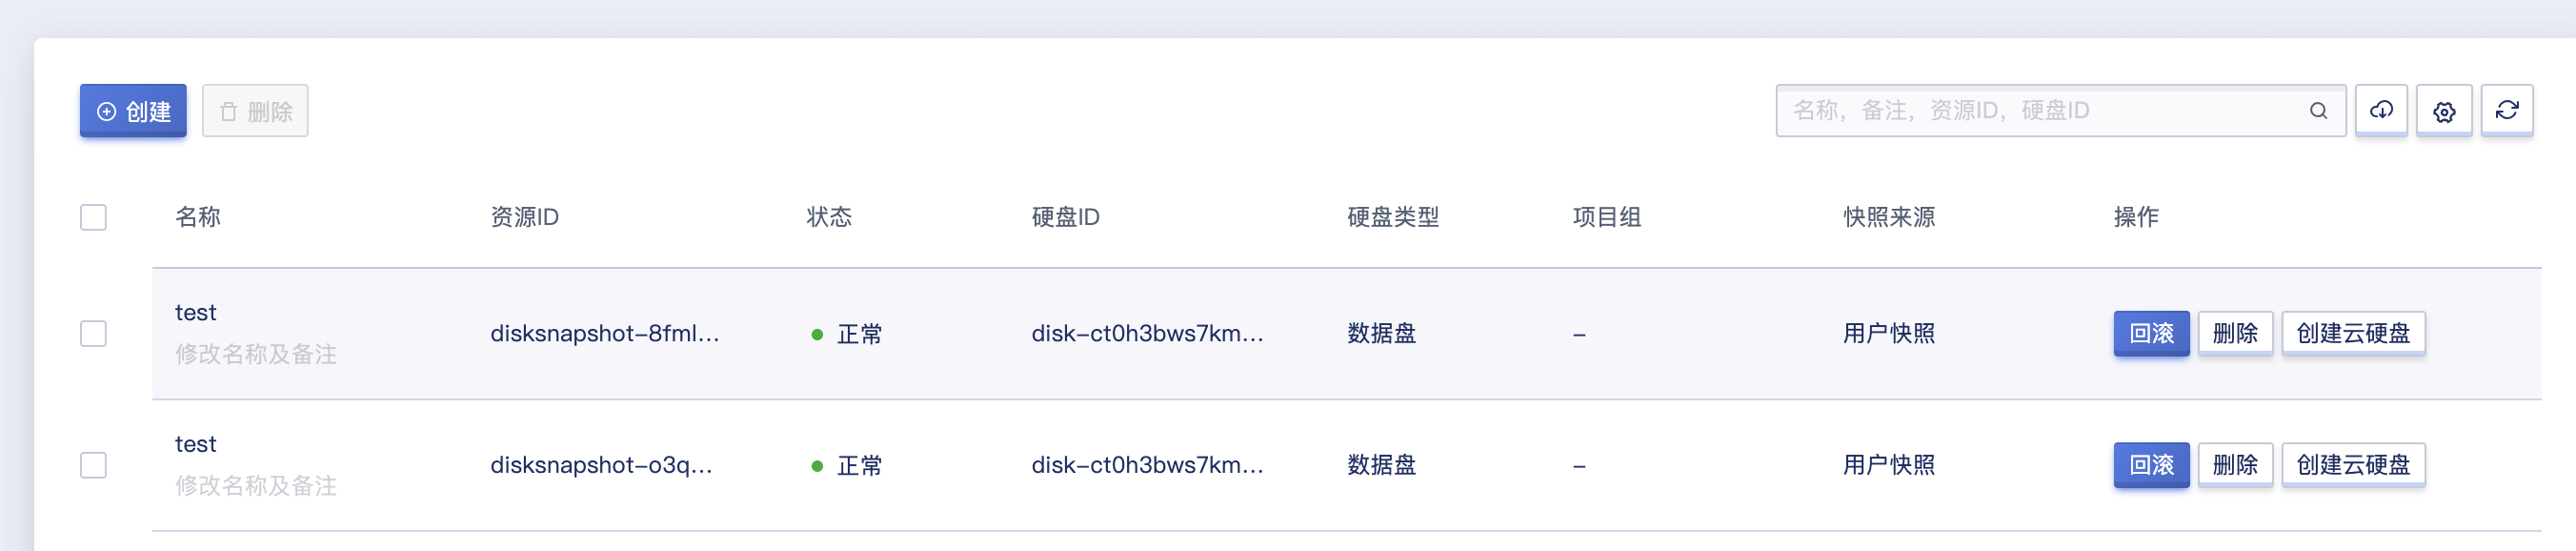 创建 删除 名称，备注，资源ID，硬盘ID
名称 资源ID 状态 硬盘ID 硬盘类型 项目组 快照来源 操作
test
修改名称及备注
disksnapshot-8fml... 正常 disk-ct0h3bws7km... 数据盘 - 用户快照 回滚 删除 创建云硬盘
test
修改名称及备注
disksnapshot-o3q... 正常 disk-ct0h3bws7km... 数据盘 - 用户快照 回滚 删除 创建云硬盘